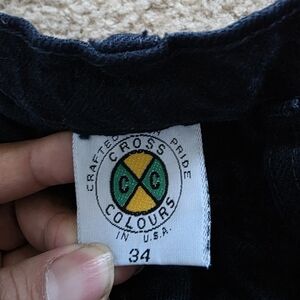 CRAFTED WITH PRIDE
CROSS
C C
COLOURS
IN U.S.A.
34